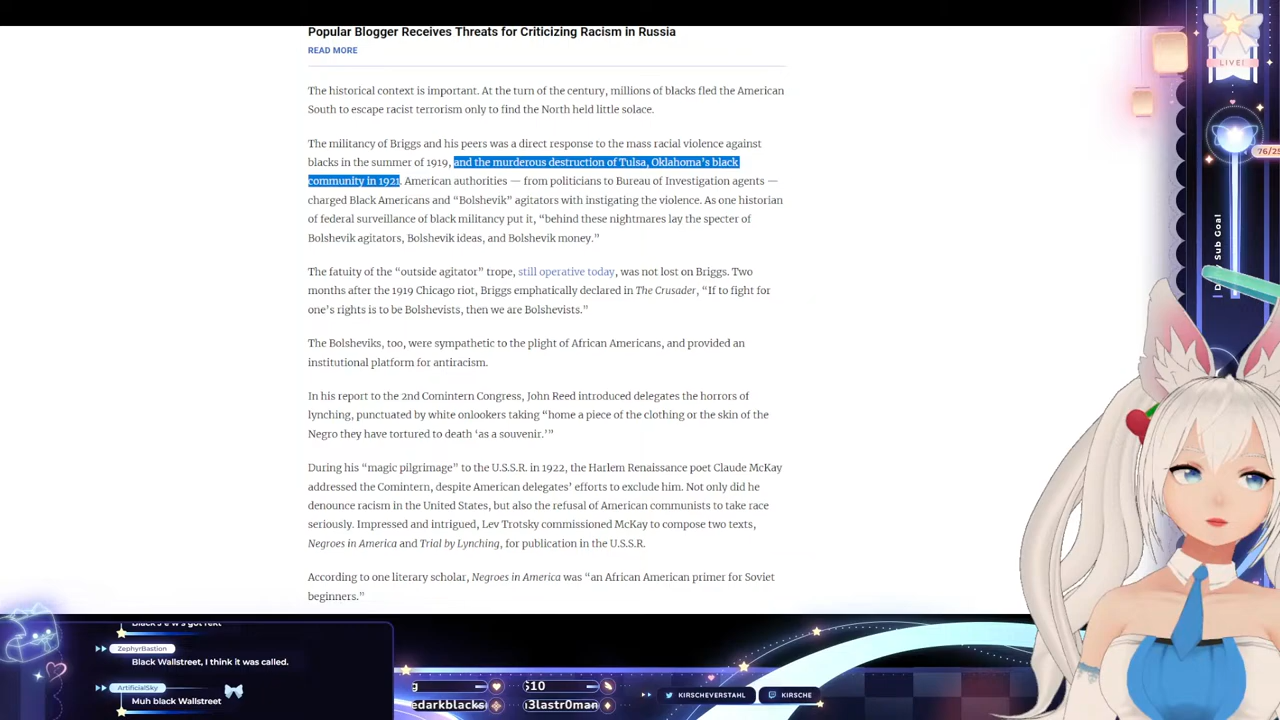 Popular Blogger Receives Threats for Criticizing Racism in Russia
READ MORE
The historical context is important. At the turn of the century, millions of blacks fled the American
South to escape racist terrorism only to find the North held little solace.
The militancy of Briggs and his peers was a direct response to the mass racial violence against
blacks in the summer of 1919, and the murderous destruction of Tulsa, Oklahoma's black
community in 1921. American authorities — from politicians to Bureau of Investigation agents —
charged Black Americans and “Bolshevik” agitators with instigating the violence. As one historian
of federal surveillance of black militancy put it, “behind these nightmares lay the specter of
Bolshevik agitators, Bolshevik ideas, and Bolshevik money.”
The fatuity of the “outside agitator” trope, still operative today, was not lost on Briggs. Two
months after the 1919 Chicago riot, Briggs emphatically declared in The Crusader, “If to fight for
one’s rights is to be Bolshevists, then we are Bolshevists.”
The Bolsheviks, too, were sympathetic to the plight of African Americans, and provided an
institutional platform for antiracism.
In his report to the 2nd Comintern Congress, John Reed introduced delegates the horrors of
lynching, punctuated by white onlookers taking “home a piece of the clothing or the skin of the
Negro they have tortured to death ‘as a souvenir.’”
During his “magic pilgrimage” to the U.S.S.R. in 1922, the Harlem Renaissance poet Claude McKay
addressed the Comintern, despite American delegates’ efforts to exclude him. Not only did he
denounce racism in the United States, but also the refusal of American communists to take race
seriously. Impressed and intrigued, Lev Trotsky commissioned McKay to compose two texts,
Negroes in America and Trial by Lynching, for publication in the U.S.S.R.
According to one literary scholar, Negroes in America was “an African American primer for Soviet
beginners.”
LIVE!
76/25
Sub Goal
ZephyrBastion
Black Wallstreet, I think it was called.
ArtificialSky
Muh black Wallstreet
g
$10
edarkblacks
13lastr0man
KIRSCHEVERSTAHL
KIRSCHE